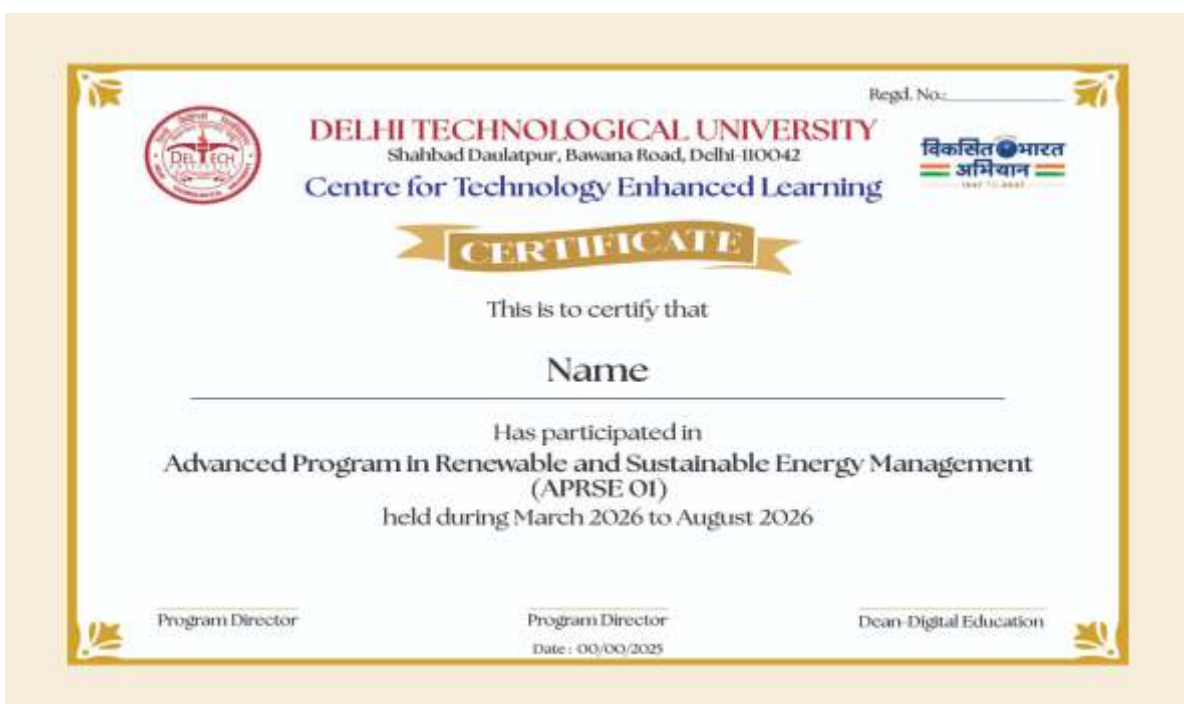 Regd. No.:
DELHI TECHNOLOGICAL UNIVERSITY
Shahbad Daulatpur, Bawana Road, Delhi-110042
Centre for Technology Enhanced Learning
DELTECH
विकसित भारत
अभियान
CERTIFICATE
This is to certify that
Name
Has participated in
Advanced Program in Renewable and Sustainable Energy Management
(APRSE 01)
held during March 2026 to August 2026
Program Director
Program Director
Dean-Digital Education
Date : 00/00/2025